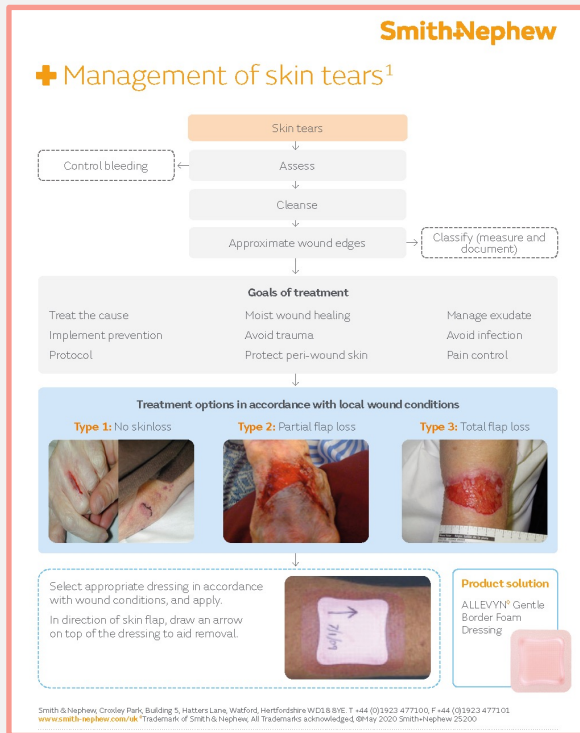 Smith+Nephew
Management of skin tears¹
Skin tears
Control bleeding
Assess
Cleanse
Approximate wound edges
Classify (measure and
document)
Goals of treatment
Treat the cause
Moist wound healing
Manage exudate
Implement prevention
Avoid trauma
Avoid infection
Protocol
Protect peri-wound skin
Pain control
Treatment options in accordance with local wound conditions
Type 1: No skinloss
Type 2: Partial flap loss
Type 3: Total flap loss
Select appropriate dressing in accordance
with wound conditions, and apply.
In direction of skin flap, draw an arrow
on top of the dressing to aid removal.
Product solution
ALLEVYN◊ Gentle
Border Foam
Dressing
Smith & Nephew, Croxley Park, Building 5, Hatters Lane, Watford, Hertfordshire WD18 8YE. T +44 (0)1923 477100, F +44 (0)1923 477101
www.smith-nephew.com/uk ◊Trademark of Smith & Nephew, All Trademarks acknowledged, ©May 2020 Smith+Nephew 25200